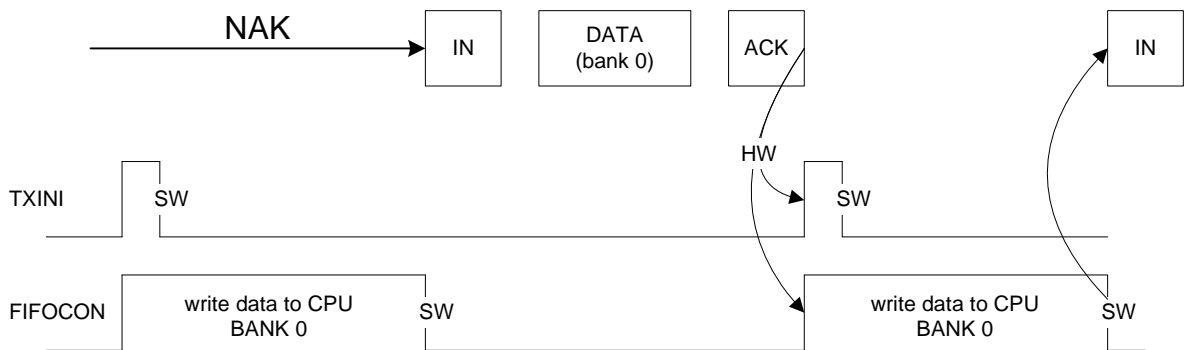 NAK
IN
DATA
(bank 0)
ACK
IN
HW
TXINI
SW
SW
FIFOCON
write data to CPU
BANK 0
SW
write data to CPU
BANK 0
SW